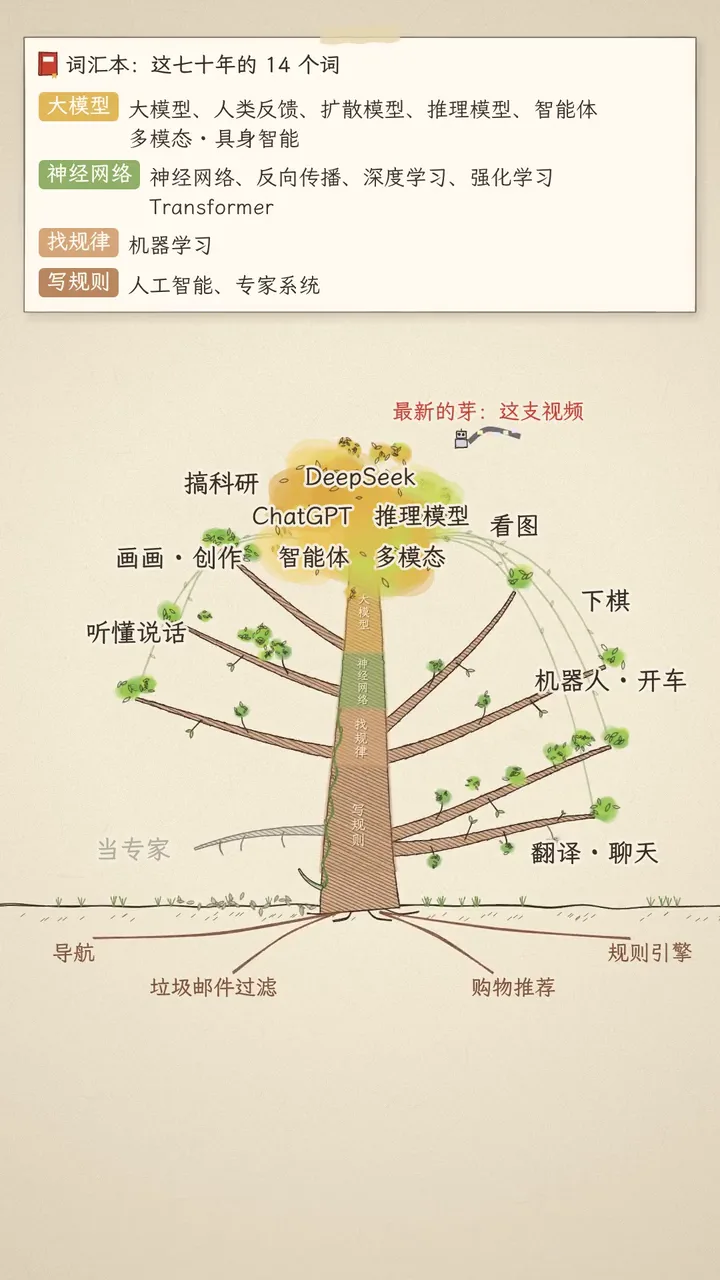 词汇本：这七十年的 14 个词
大模型 大模型、人类反馈、扩散模型、推理模型、智能体
多模态·具身智能
神经网络 神经网络、反向传播、深度学习、强化学习
Transformer
找规律 机器学习
写规则 人工智能、专家系统
最新的芽：这支视频
搞科研
DeepSeek
ChatGPT
推理模型
看图
画画·创作
智能体
多模态
下棋
听懂说话
大模型
神经网络
机器人·开车
找规律
写规则
当专家
翻译·聊天
导航
规则引擎
垃圾邮件过滤
购物推荐